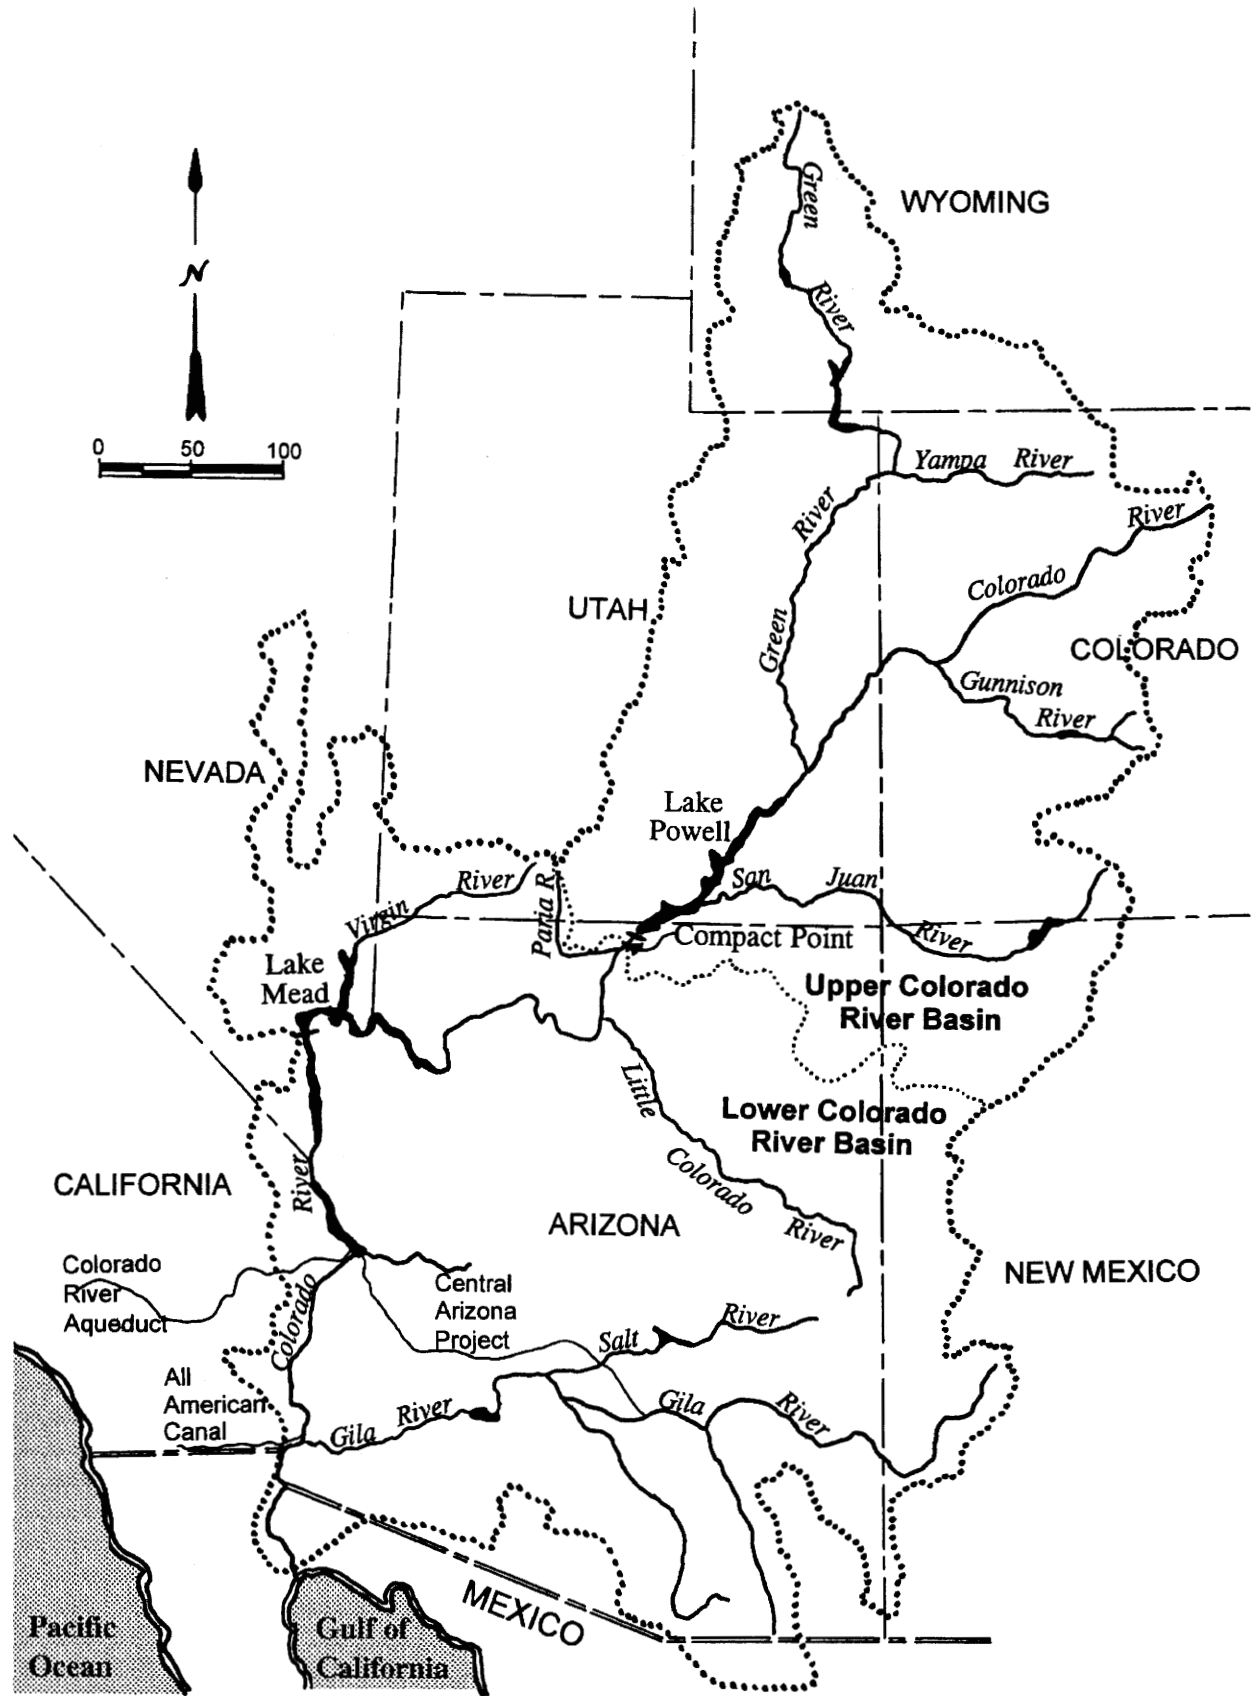 WYOMING
Green
River
N
0 50 100
Yampa River
River
Green
River
Colorado
UTAH
COLORADO
Gunnison
River
NEVADA
Lake
Powell
San Juan
River
Virgin River
Paria R.
Compact Point
Lake
Mead
Upper Colorado
River Basin
Little
Colorado
River
Lower Colorado
River Basin
CALIFORNIA
River
Colorado
ARIZONA
NEW MEXICO
Colorado
River
Aqueduct
Central
Arizona
Project
Salt River
All
American
Canal
Gila River
Gila River
MEXICO
Pacific
Ocean
Gulf of
California